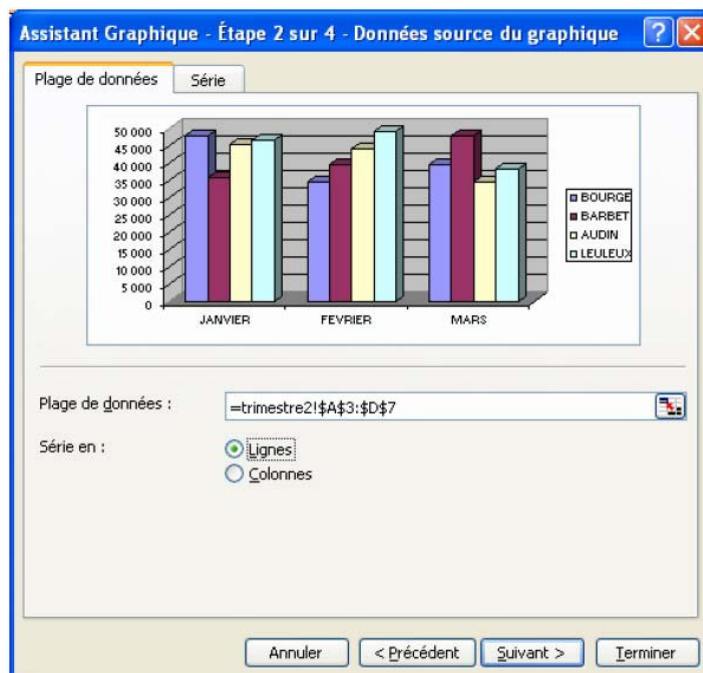 Assistant Graphique - Étape 2 sur 4 - Données source du graphique
Plage de données Série
50 000
45 000
40 000
35 000
30 000
25 000
20 000
15 000
10 000
5 000
0
JANVIER FEVRIER MARS
BOURGE
BARBET
AUDIN
LEULEUX
Plage de données : =trimestre2!$A$3:$D$7
Série en : Lignes
Colonnes
Annuler < Précédent Suivant > Terminer